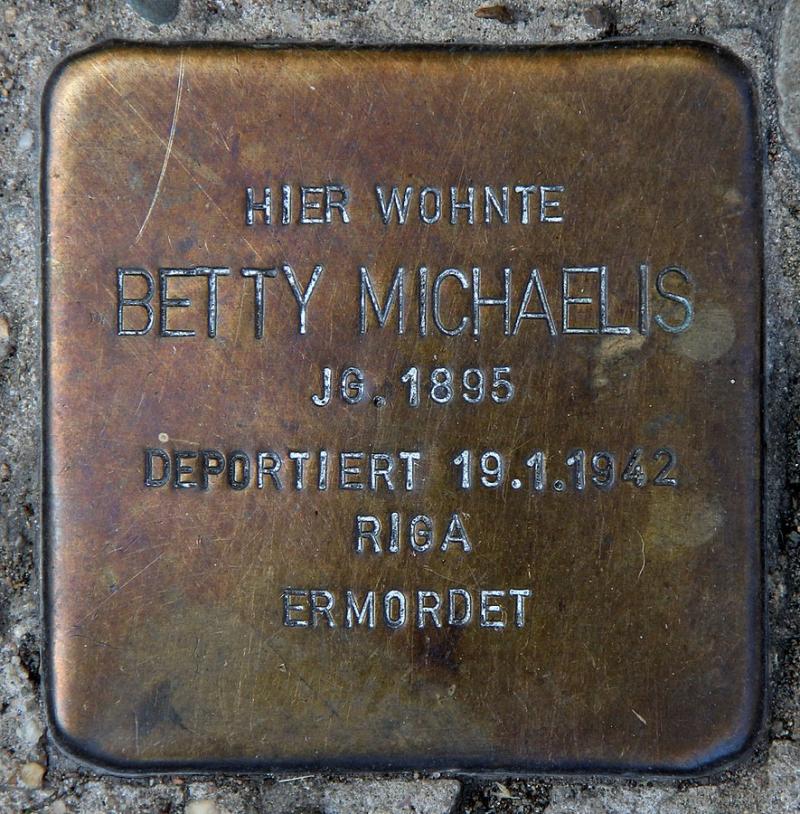 HIER WOHNTE
BETTY MICHAELIS
JG. 1895
DEPORTIERT 19.1.1942
RIGA
ERMORDET